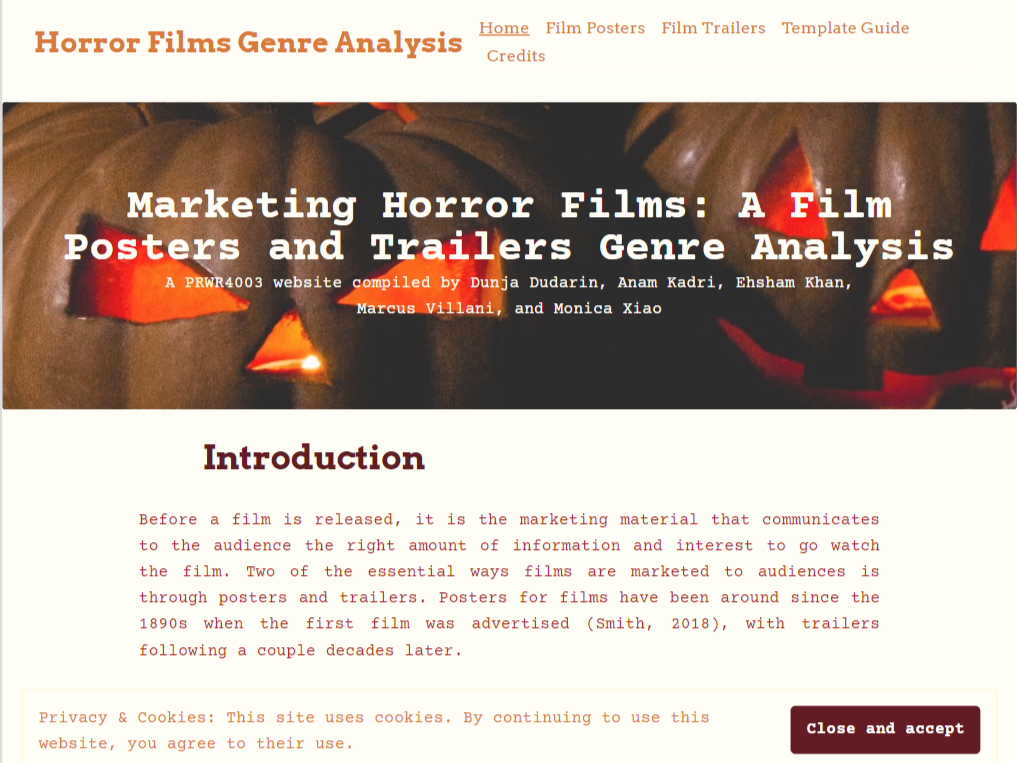 Horror Films Genre Analysis
Home Film Posters Film Trailers Template Guide
Credits
Marketing Horror Films: A Film
Posters and Trailers Genre Analysis
A PRWR4003 website compiled by Dunja Dudarin, Anam Kadri, Ehsham Khan,
Marcus Villani, and Monica Xiao
Introduction
Before a film is released, it is the marketing material that communicates
to the audience the right amount of information and interest to go watch
the film. Two of the essential ways films are marketed to audiences is
through posters and trailers. Posters for films have been around since the
1890s when the first film was advertised (Smith, 2018), with trailers
following a couple decades later.
Privacy & Cookies: This site uses cookies. By continuing to use this
website, you agree to their use.
Close and accept